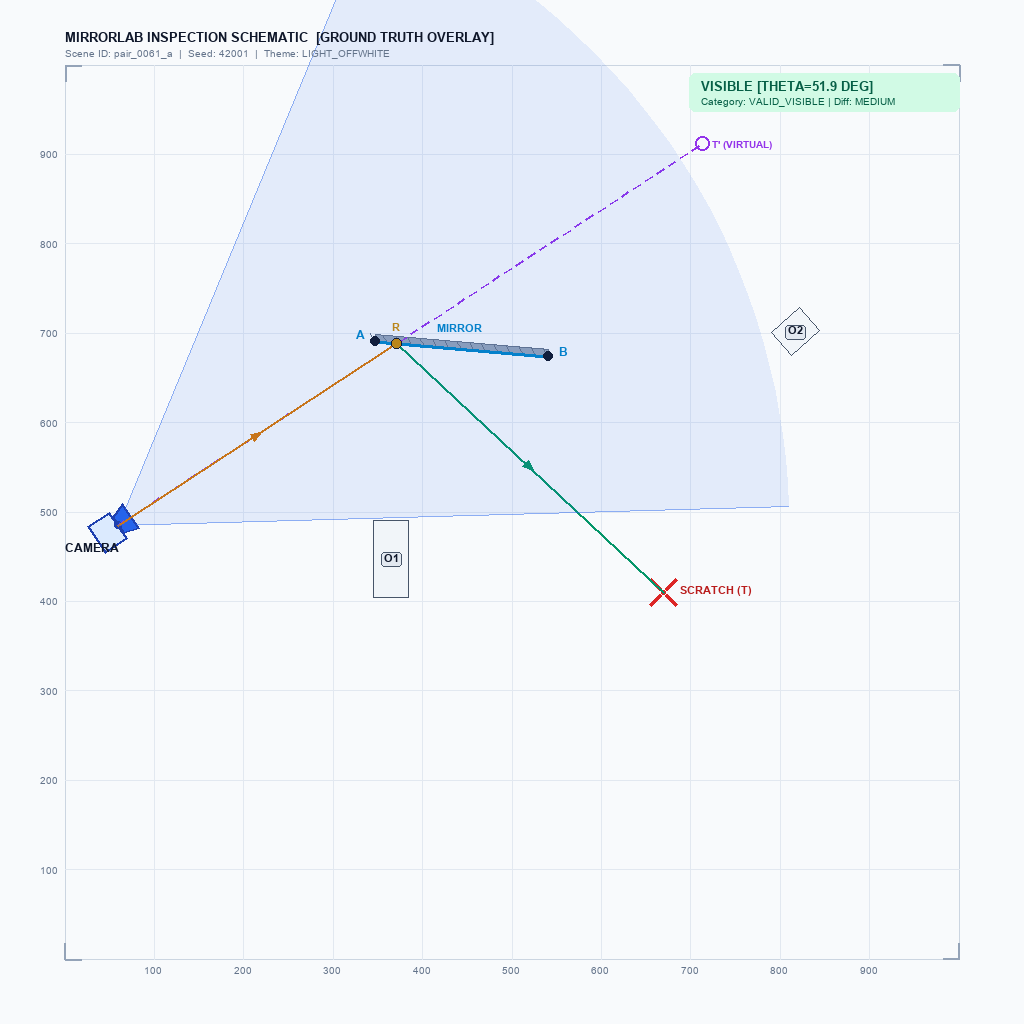 MIRRORLAB INSPECTION SCHEMATIC [GROUND TRUTH OVERLAY]
Scene ID: pair_0061_a | Seed: 42001 | Theme: LIGHT_OFFWHITE
VISIBLE [THETA=51.9 DEG]
Category: VALID_VISIBLE | Diff: MEDIUM
T' (VIRTUAL)
900
800
700
600
500
400
300
200
100
R
MIRROR
A
B
O2
CAMERA
O1
SCRATCH (T)
100
200
300
400
500
600
700
800
900